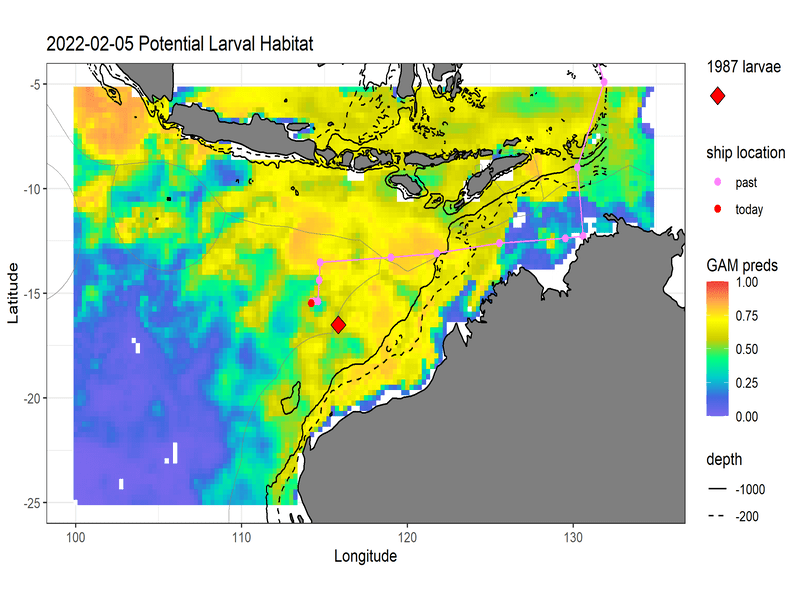 2022-02-05 Potential Larval Habitat
-5
-10
-15
-20
-25
Latitude
100
110
120
130
Longitude
1987 larvae
ship location
past
today
GAM preds
1.00
0.75
0.50
0.25
0.00
depth
-1000
-200